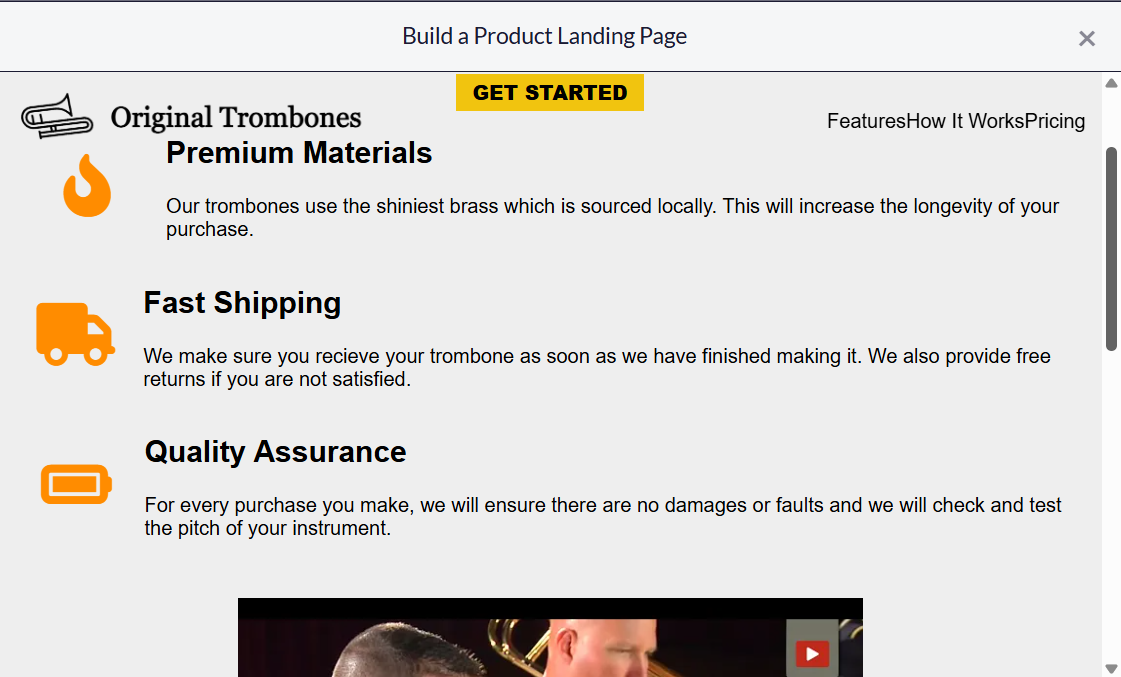 Build a Product Landing Page
GET STARTED
Original Trombones
FeaturesHow It WorksPricing
Premium Materials
Our trombones use the shiniest brass which is sourced locally. This will increase the longevity of your
purchase.
Fast Shipping
We make sure you recieve your trombone as soon as we have finished making it. We also provide free
returns if you are not satisfied.
Quality Assurance
For every purchase you make, we will ensure there are no damages or faults and we will check and test
the pitch of your instrument.